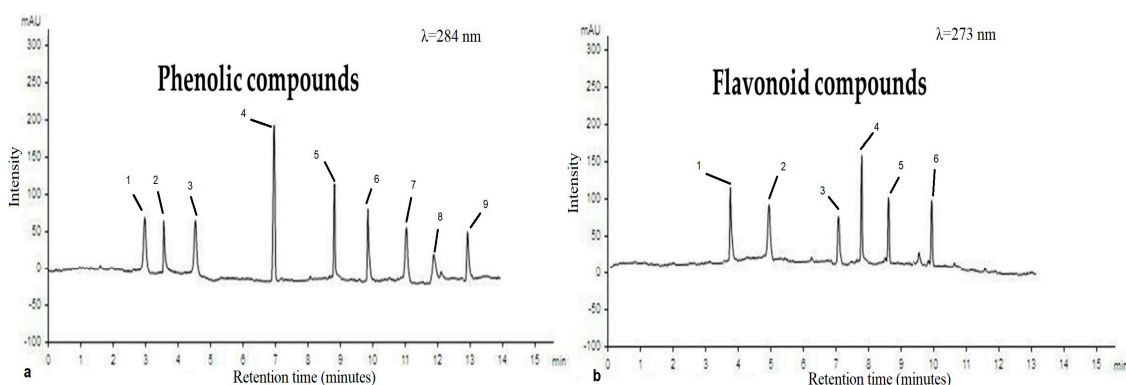 mAU
λ=284 nm
300
Phenolic compounds
250
200
150
100
50
0
-50
-100
Intensity
1
2
3
4
5
6
7
8
9
0 1 2 3 4 5 6 7 8 9 10 11 12 13 14 15 min
a
Retention time (minutes)
mAU
λ=273 nm
300
Flavonoid compounds
250
200
150
100
50
0
-50
-100
Intensity
1
2
3
4
5
6
0 1 2 3 4 5 6 7 8 9 10 11 12 13 14 15 min
b
Retention time (minutes)